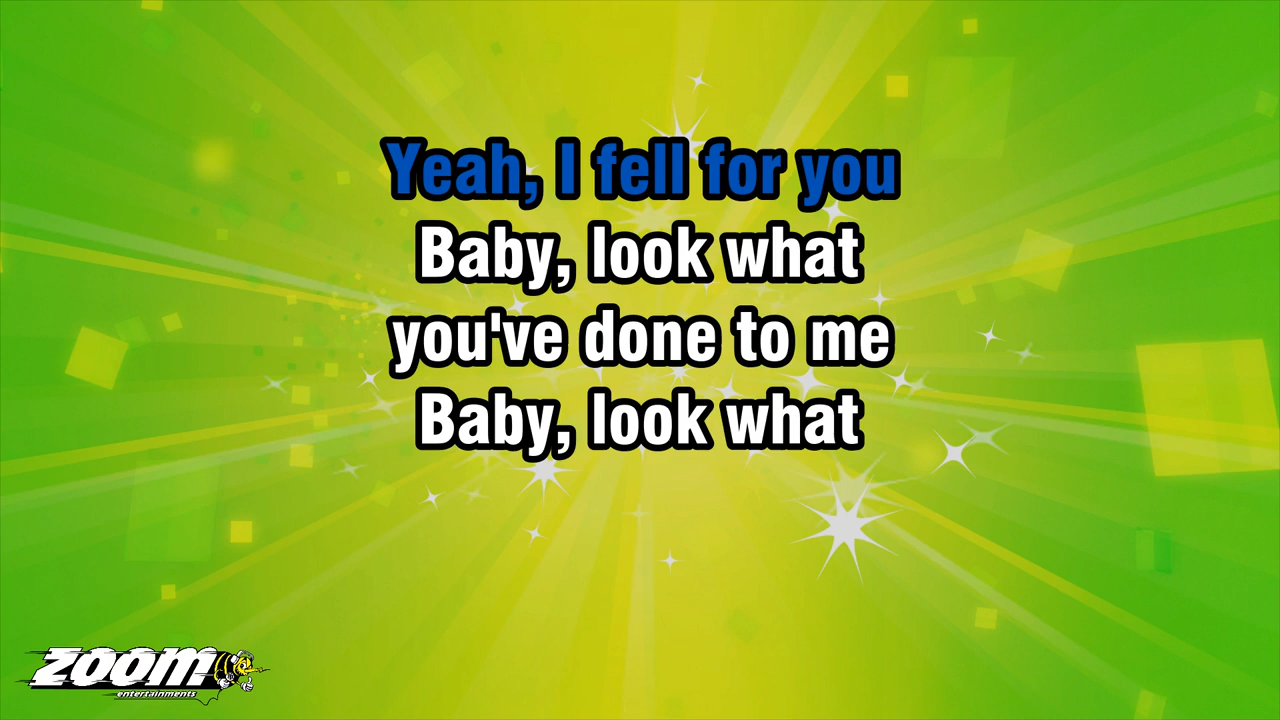 Yeah, I fell for you
Baby, look what
you've done to me
Baby, look what
zoom
entertainments